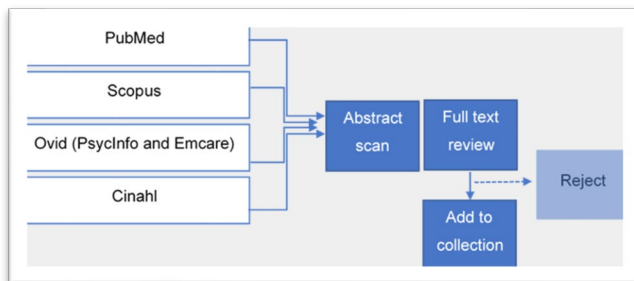 PubMed
Scopus
Ovid (PsycInfo and Emcare)
Cinahl
Abstract
scan
Full text
review
Reject
Add to
collection